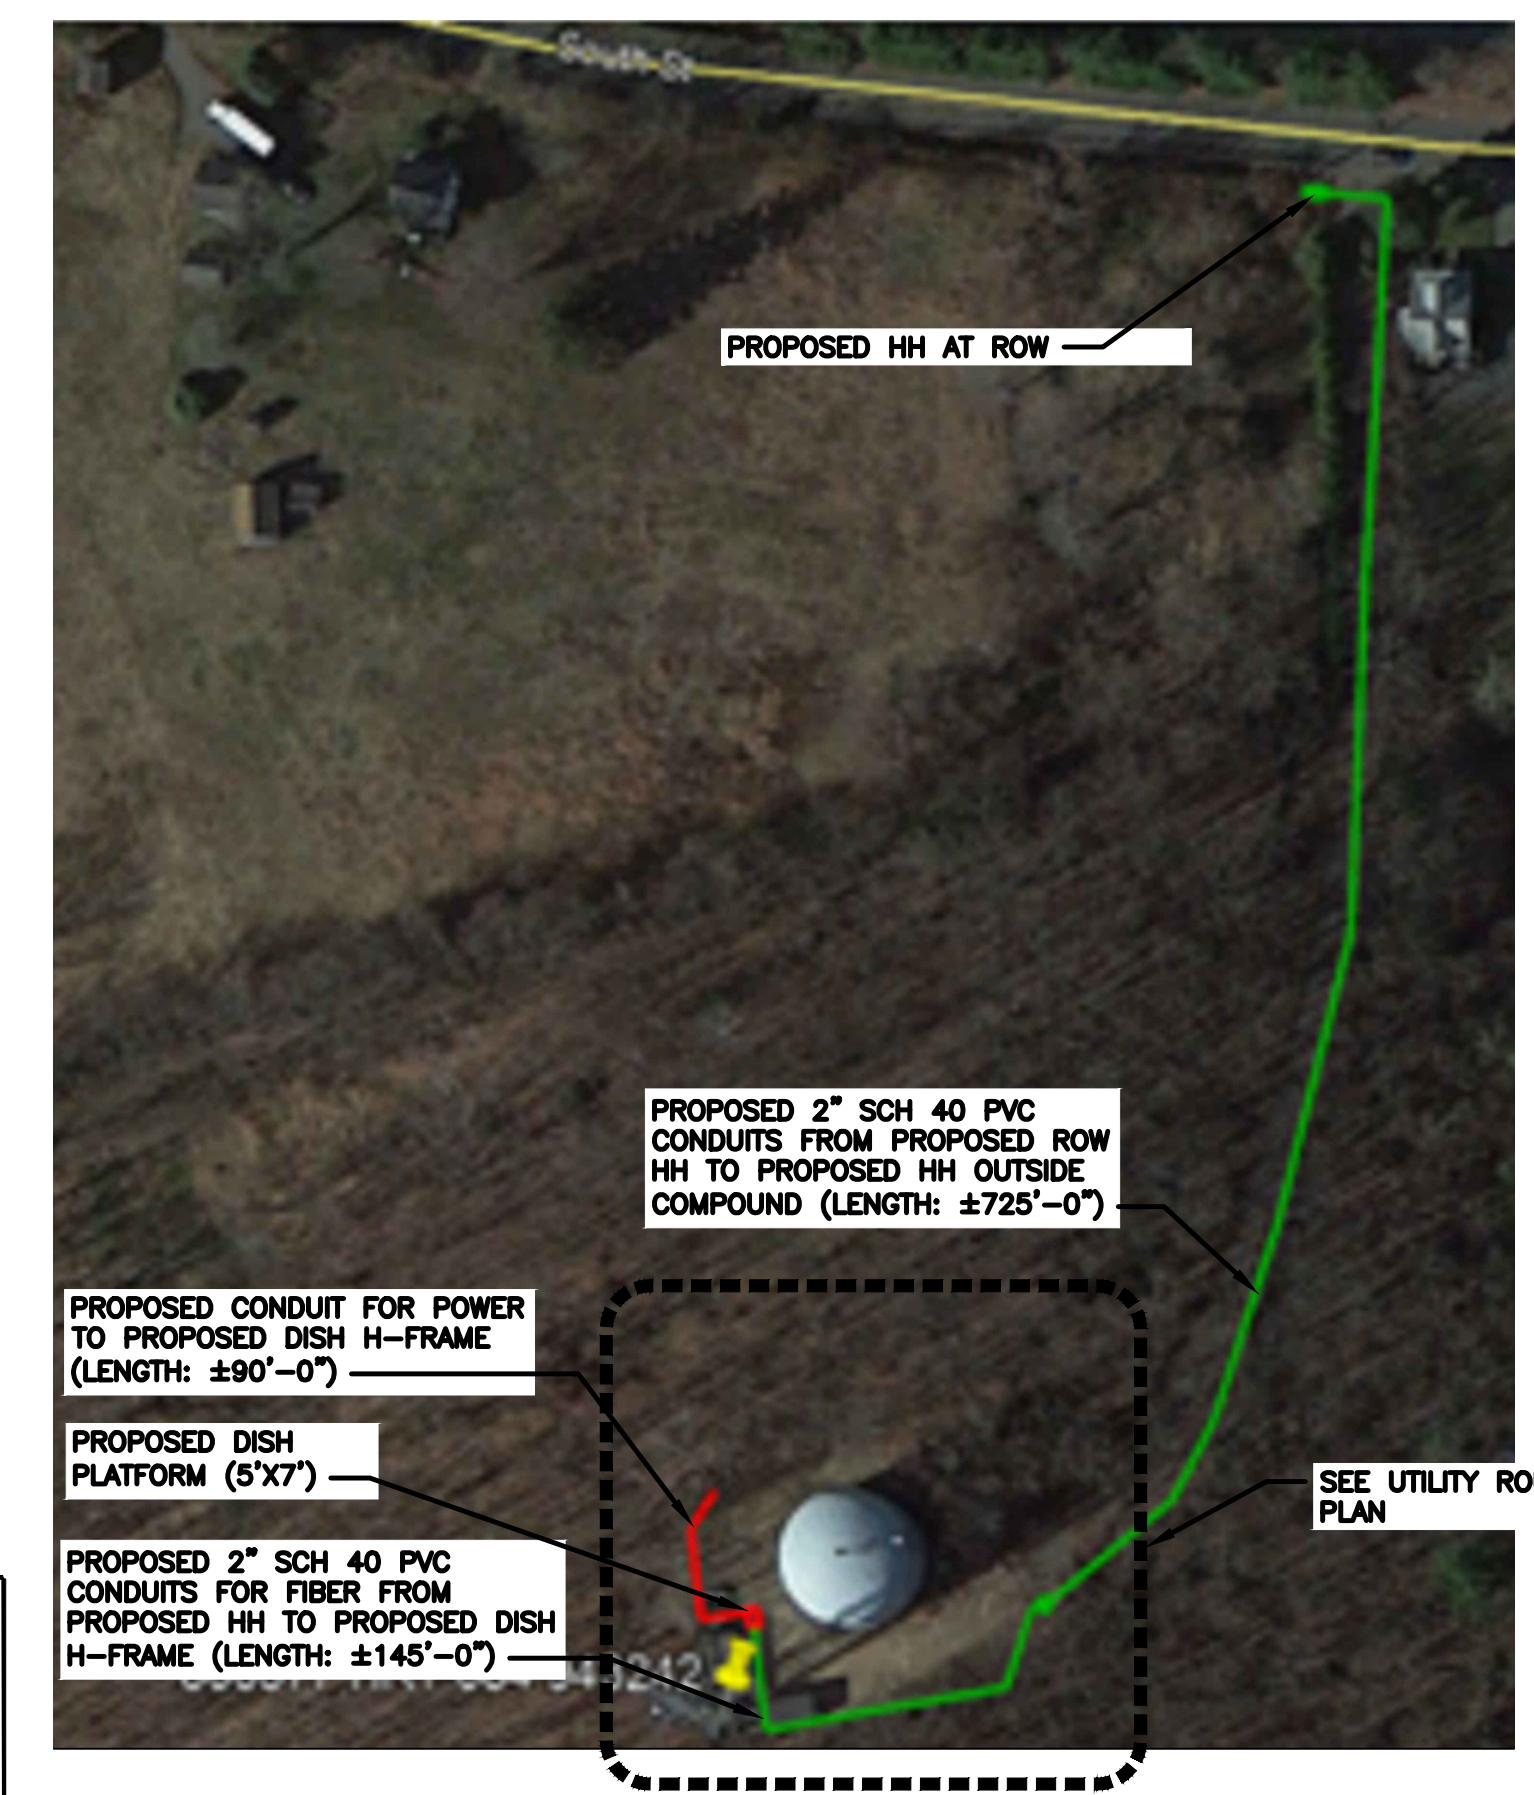 South St
PROPOSED HH AT ROW
PROPOSED 2" SCH 40 PVC
CONDUITS FROM PROPOSED ROW
HH TO PROPOSED HH OUTSIDE
COMPOUND (LENGTH: ±725'-0")
PROPOSED CONDUIT FOR POWER
TO PROPOSED DISH H-FRAME
(LENGTH: ±90'-0")
PROPOSED DISH
PLATFORM (5'X7')
SEE UTILITY
PLAN
PROPOSED 2" SCH 40 PVC
CONDUITS FOR FIBER FROM
PROPOSED HH TO PROPOSED DISH
H-FRAME (LENGTH: ±145'-0")